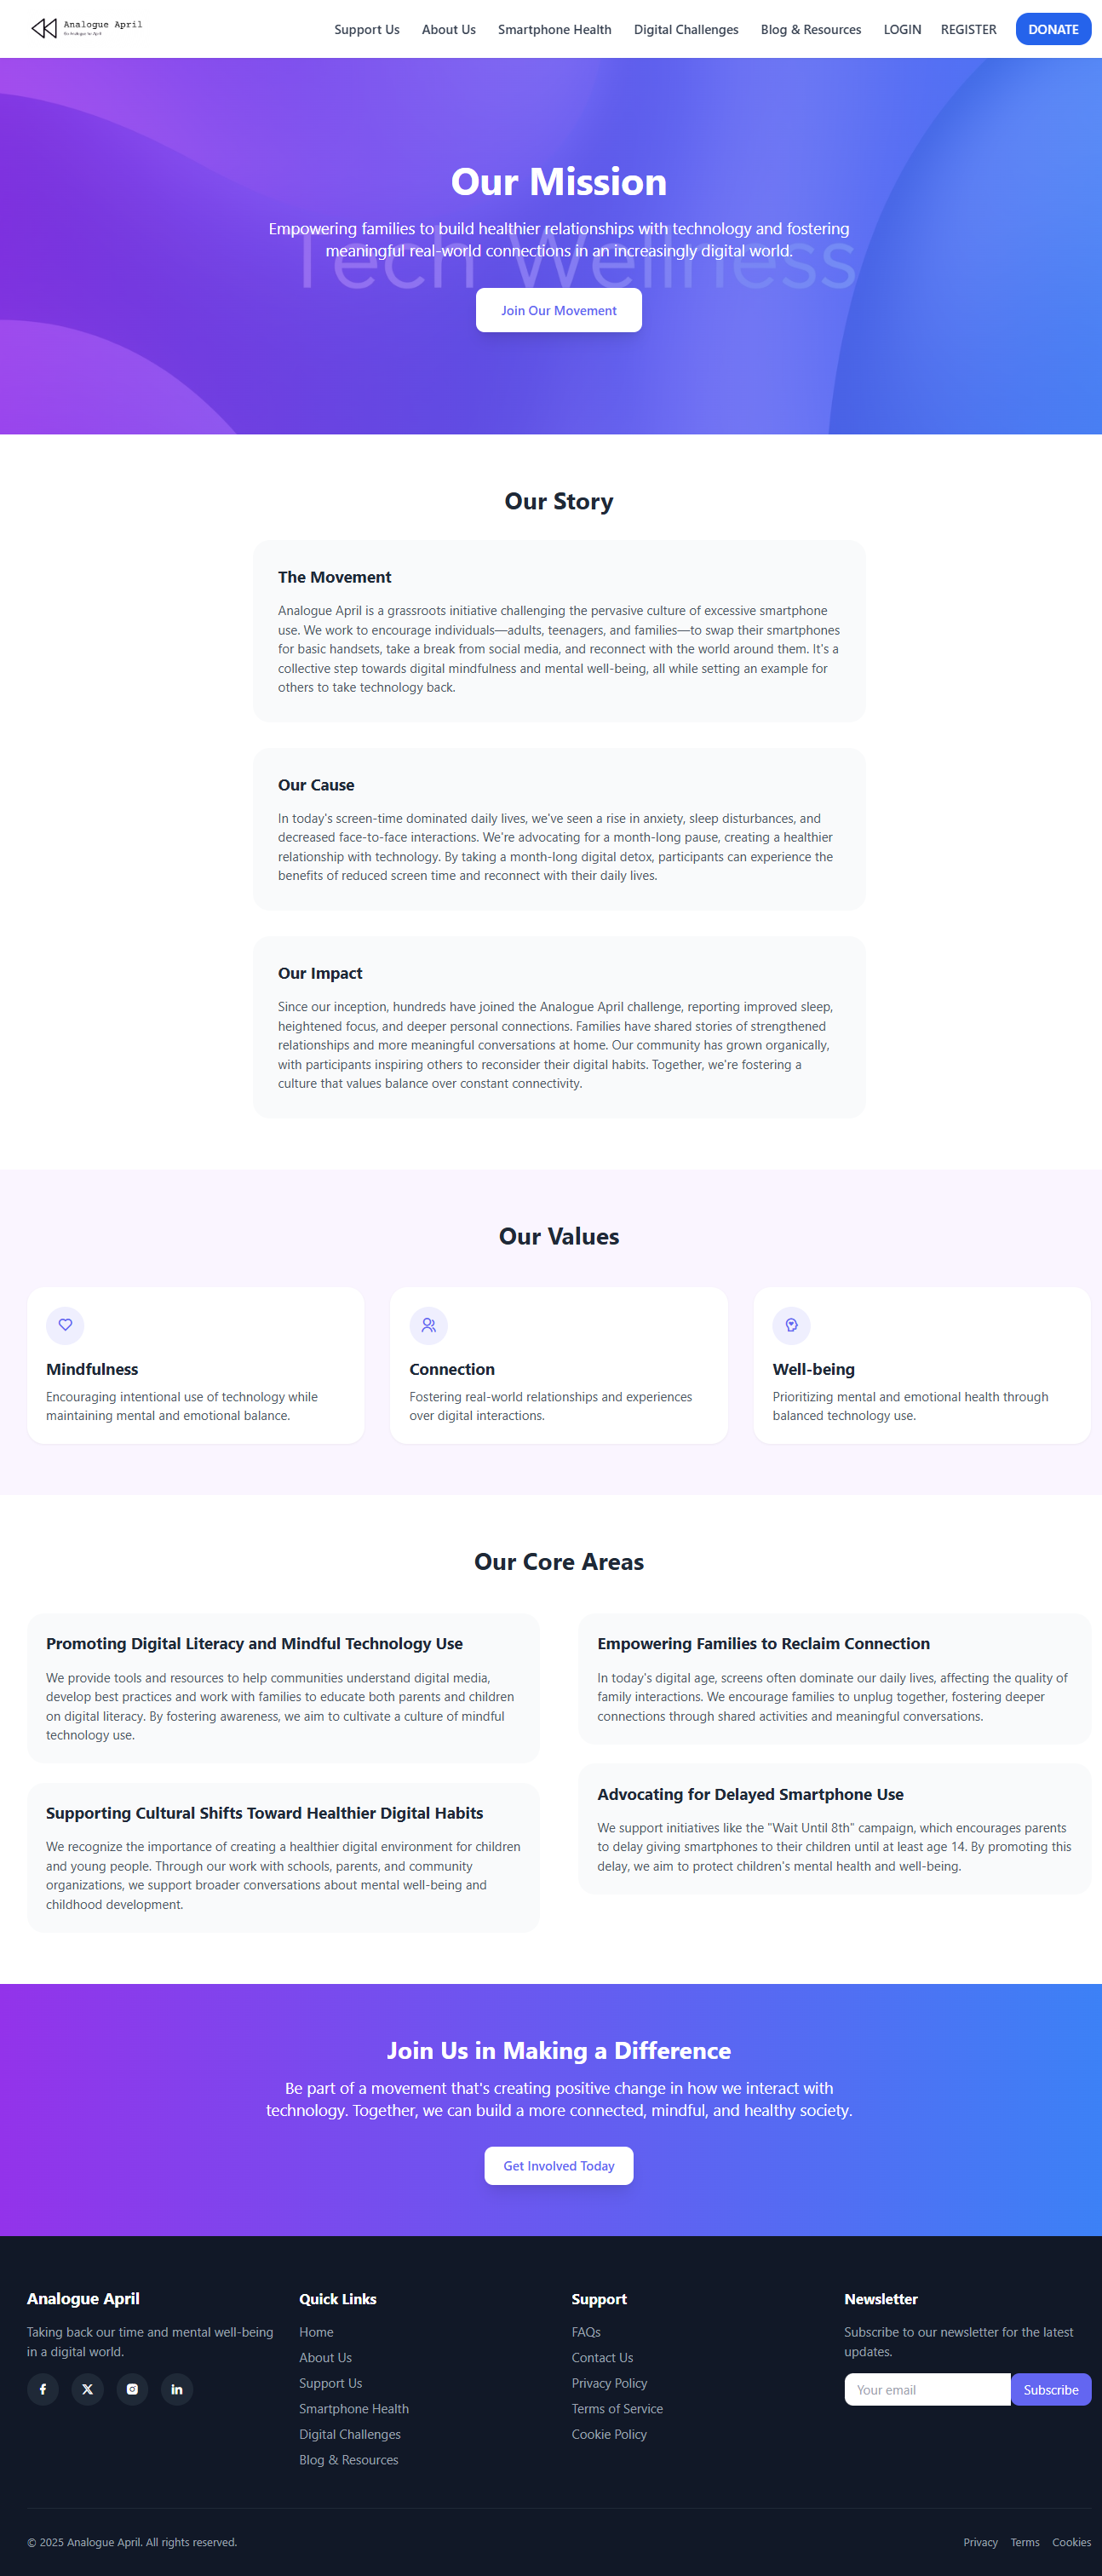 Analogue April
Support Us
About Us
Smartphone Health
Digital Challenges
Blog & Resources
LOGIN
REGISTER
DONATE
Our Mission
Tech Wellness
Empowering families to build healthier relationships with technology and fostering
meaningful real-world connections in an increasingly digital world.
Join Our Movement
Our Story
The Movement
Analogue April is a grassroots initiative challenging the pervasive culture of excessive smartphone
use. We work to encourage individuals—adults, teenagers, and families—to swap their smartphones
for basic handsets, take a break from social media, and reconnect with the world around them. It's a
collective step towards digital mindfulness and mental well-being, all while setting an example for
others to take technology back.
Our Cause
In today's screen-time dominated daily lives, we've seen a rise in anxiety, sleep disturbances, and
decreased face-to-face interactions. We're advocating for a month-long pause, creating a healthier
relationship with technology. By taking a month-long digital detox, participants can experience the
benefits of reduced screen time and reconnect with their daily lives.
Our Impact
Since our inception, hundreds have joined the Analogue April challenge, reporting improved sleep,
heightened focus, and deeper personal connections. Families have shared stories of strengthened
relationships and more meaningful conversations at home. Our community has grown organically,
with participants inspiring others to reconsider their digital habits. Together, we're fostering a
culture that values balance over constant connectivity.
Our Values
Mindfulness
Encouraging intentional use of technology while
maintaining mental and emotional balance.
Connection
Fostering real-world relationships and experiences
over digital interactions.
Well-being
Prioritizing mental and emotional health through
balanced technology use.
Our Core Areas
Promoting Digital Literacy and Mindful Technology Use
We provide tools and resources to help communities understand digital media,
develop best practices and work with families to educate both parents and children
on digital literacy. By fostering awareness, we aim to cultivate a culture of mindful
technology use.
Supporting Cultural Shifts Toward Healthier Digital Habits
We recognize the importance of creating a healthier digital environment for children
and young people. Through our work with schools, parents, and community
organizations, we support broader conversations about mental well-being and
childhood development.
Empowering Families to Reclaim Connection
In today's digital age, screens often dominate our daily lives, affecting the quality of
family interactions. We encourage families to unplug together, fostering deeper
connections through shared activities and meaningful conversations.
Advocating for Delayed Smartphone Use
We support initiatives like the "Wait Until 8th" campaign, which encourages parents
to delay giving smartphones to their children until at least age 14. By promoting this
delay, we aim to protect children's mental health and well-being.
Join Us in Making a Difference
Be part of a movement that's creating positive change in how we interact with
technology. Together, we can build a more connected, mindful, and healthy society.
Get Involved Today
Analogue April
Taking back our time and mental well-being
in a digital world.
Quick Links
Home
About Us
Support Us
Smartphone Health
Digital Challenges
Blog & Resources
Support
FAQs
Contact Us
Privacy Policy
Terms of Service
Cookie Policy
Newsletter
Subscribe to our newsletter for the latest
updates.
Your email
Subscribe
© 2025 Analogue April. All rights reserved.
Privacy
Terms
Cookies